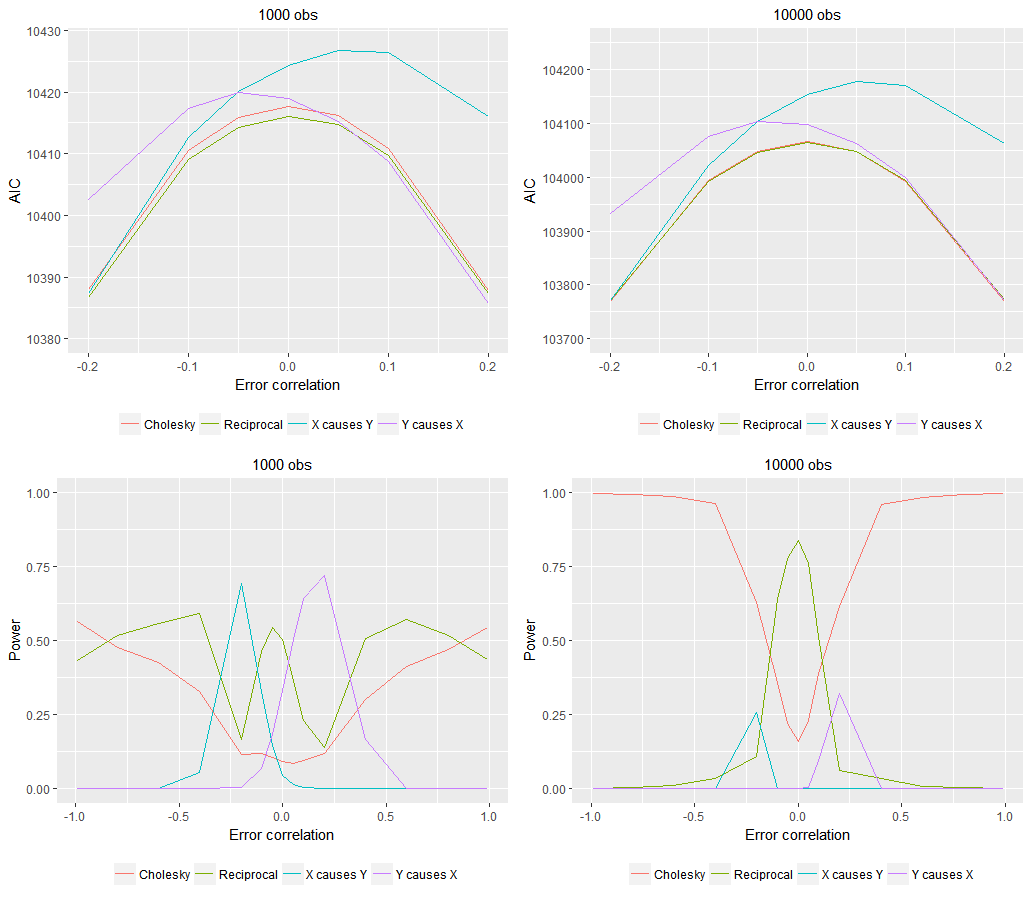 1000 obs
10430
10420
10410
10400
10390
10380
AIC
-0.2 -0.1 0.0 0.1 0.2
Error correlation
Cholesky Reciprocal X causes Y Y causes X
10000 obs
104200
104100
104000
103900
103800
103700
AIC
-0.2 -0.1 0.0 0.1 0.2
Error correlation
Cholesky Reciprocal X causes Y Y causes X
1000 obs
1.00
0.75
0.50
0.25
0.00
Power
-1.0 -0.5 0.0 0.5 1.0
Error correlation
Cholesky Reciprocal X causes Y Y causes X
10000 obs
1.00
0.75
0.50
0.25
0.00
Power
-1.0 -0.5 0.0 0.5 1.0
Error correlation
Cholesky Reciprocal X causes Y Y causes X